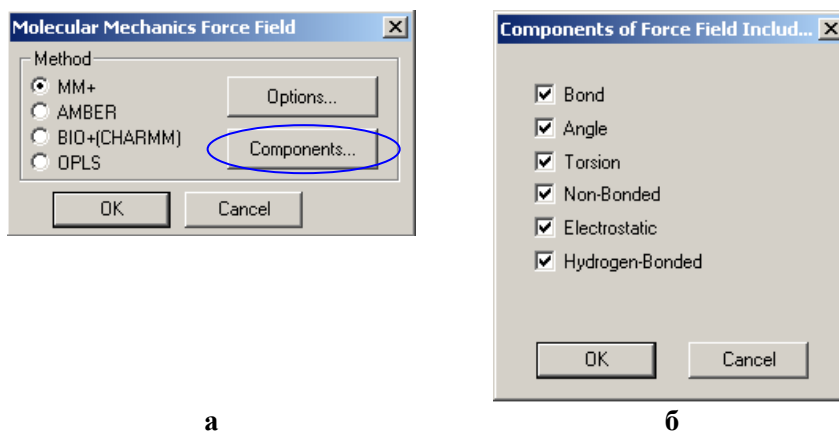 Molecular Mechanics Force Field
Method
MM+
AMBER
BIO+(CHARMM)
OPLS
Options...
Components...
OK
Cancel
а
Components of Force Field Includ...
Bond
Angle
Torsion
Non-Bonded
Electrostatic
Hydrogen-Bonded
OK
Cancel
б